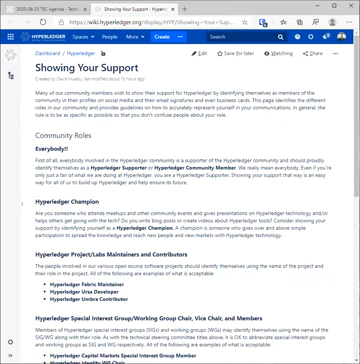 2020-06-25 TSC Agenda - Tech
Showing Your Support - Hyperled
https://wiki.hyperledger.org/display/HYP/Showing+Your+Sup...
HYPERLEDGER Spaces People More Create ...
Dashboard / Hyperledger
Edit Save for later Watching Share ...
Showing Your Support
last modified about 11 hours ago
Many of our community members wish to show their support for Hyperledger by identifying themselves as members of the
community in their profiles on social media and their email signatures and even business cards. This page identifies the different
roles in our community and provides guidelines on how to accurately represent yourself in your communications. In general, the
rule is to be as specific as possible so that you don't confuse people about your role.
Community Roles
Everybody!!
First of all, everybody involved in the Hyperledger community is a supporter of the Hyperledger community and should proudly
identify themselves as a Hyperledger Supporter or Hyperledger Community Member. We really mean everybody. Even if you're
only just a fan of what we are doing at Hyperledger, you are a Hyperledger Supporter. Showing your support that way is an easy
way for all of us to build up Hyperledger and help ensure its future.
Hyperledger Champion
Are you someone who attends meetups and other community events and gives presentations on Hyperledger technology and/or
helps others get going with the tech? Do you write blog posts or create videos about Hyperledger tools? Consider showing your
support by identifying yourself as a Hyperledger Champion. A champion is someone who goes over and above simple
participation to spread the knowledge and reach new people and new markets with Hyperledger technology.
Hyperledger Project/Labs Maintainers and Contributors
The people involved in our various open source software projects should identify themselves using the name of the project and
their role in the project. All of the following are examples of what is acceptable:
• Hyperledger Fabric Maintainer
• Hyperledger Ursa Developer
• Hyperledger Umbra Contributor
Hyperledger Special Interest Group/Working Group Chair, Vice Chair, and Members
Members of Hyperledger special interest groups (SIGs) and working groups (WGs) may identify themselves using the name of the
SIG/WG along with their role. As with the technical steering committee titles above, it is OK to abbreviate special interest groups
and working groups as SIG and WG respectively. All of the following are examples of what is acceptable:
• Hyperledger Capital Markets Special Interest Group Member
• Hyperledger Identity WG Chair